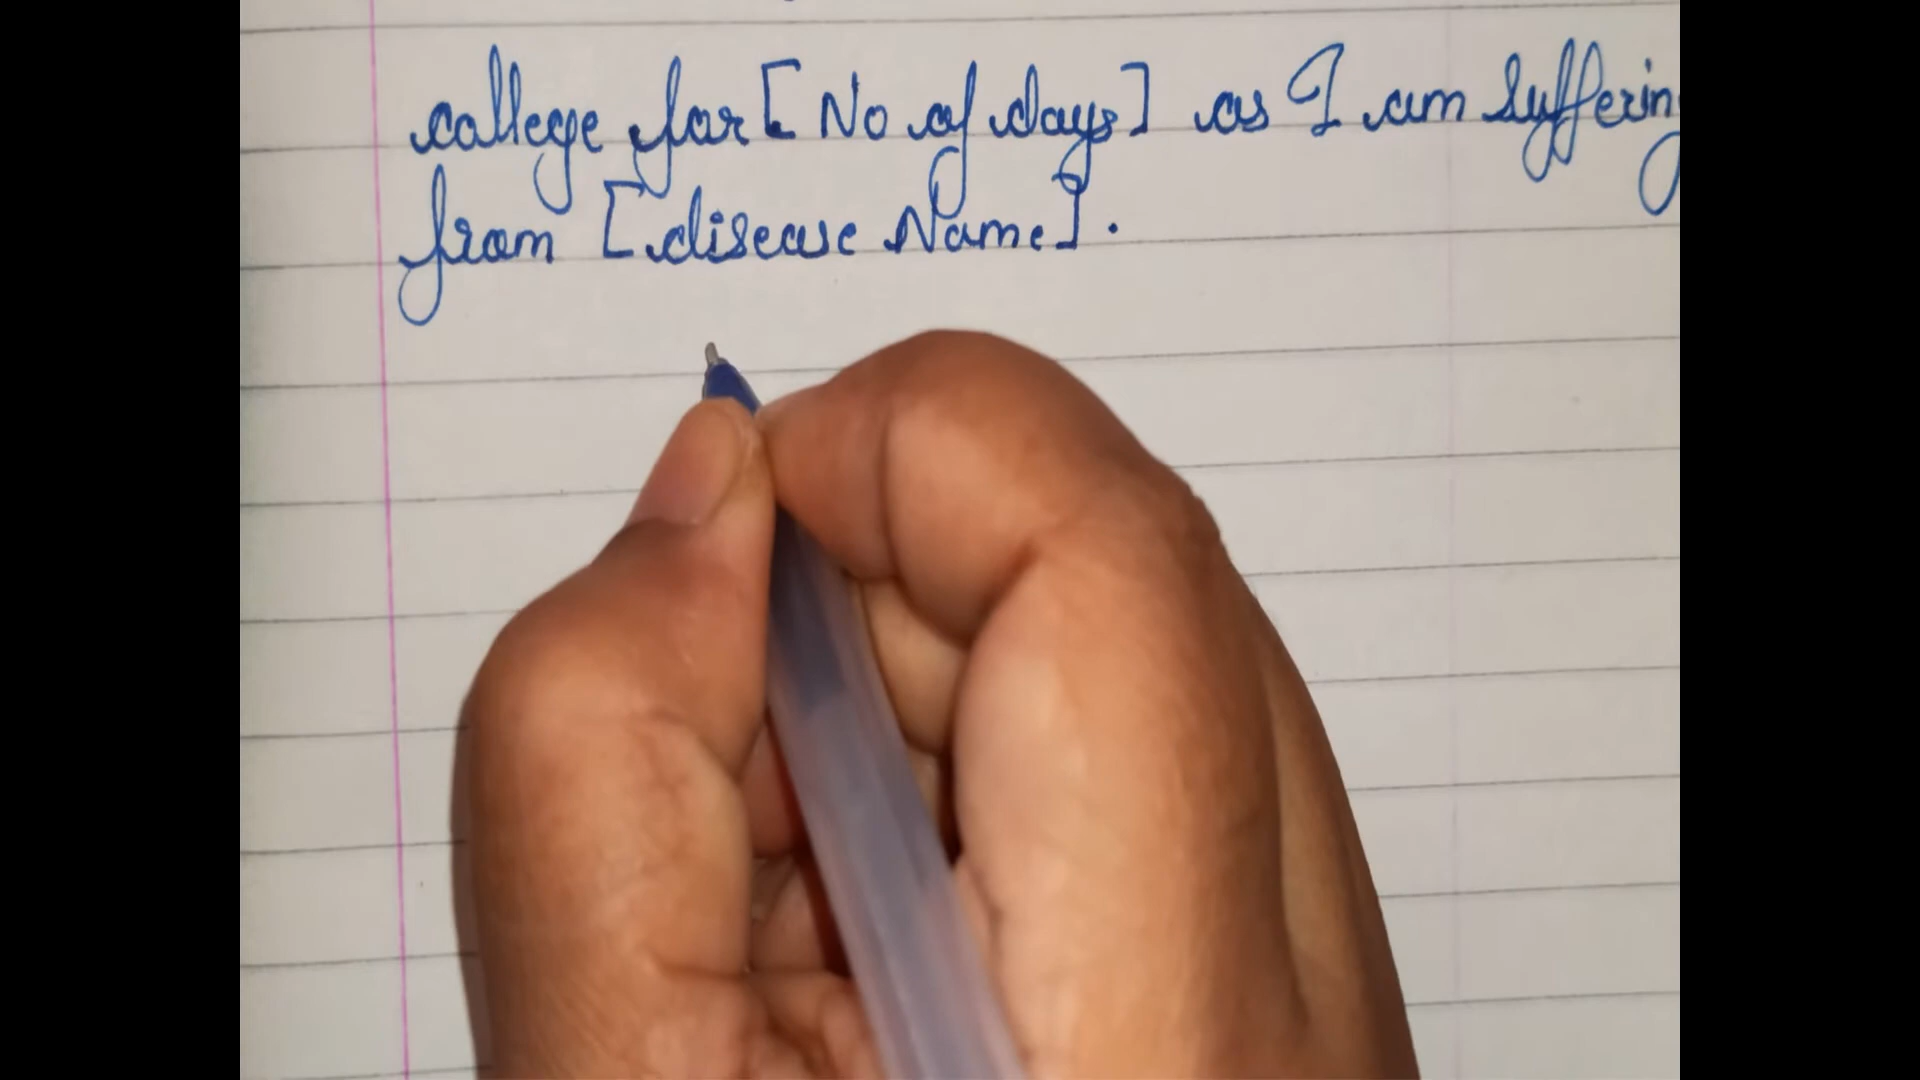 college for [No of days] as I am suffering
from [disease Name].